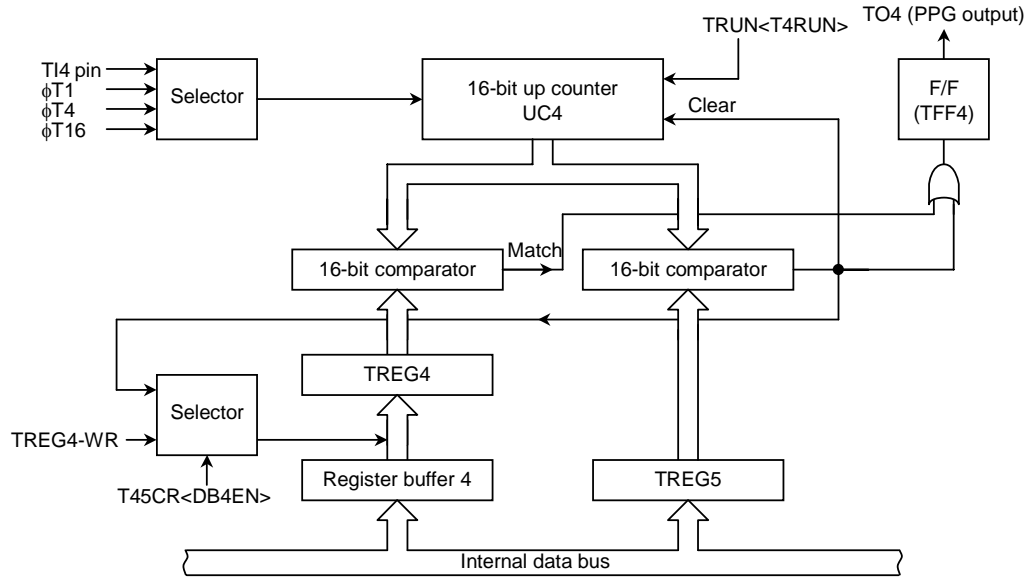 TO4 (PPG output)
TRUN<T4RUN>
TI4 pin
ϕT1
ϕT4
ϕT16
Selector
16-bit up counter
UC4
Clear
F/F
(TFF4)
Match
16-bit comparator
16-bit comparator
TREG4
Selector
TREG4-WR
T45CR<DB4EN>
Register buffer 4
TREG5
Internal data bus